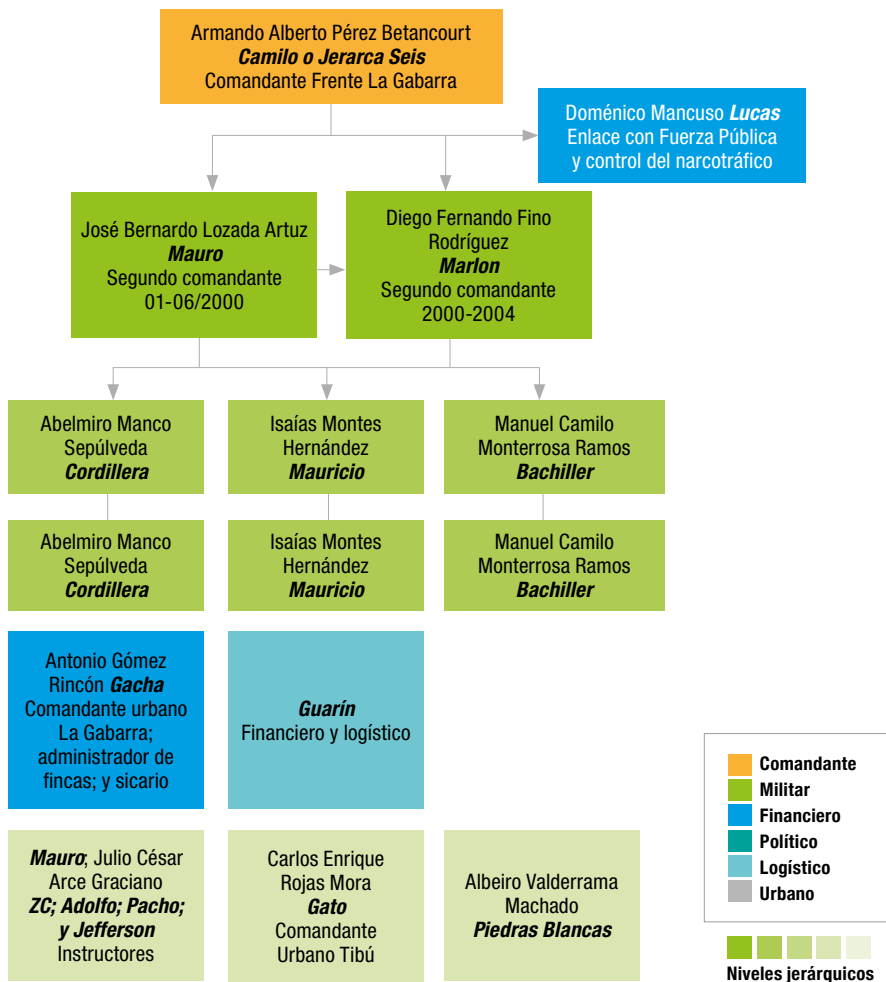 Armando Alberto Pérez Betancourt
Camilo o Jerarca Seis
Comandante Frente La Gabarra
Doménico Mancuso Lucas
Enlace con Fuerza Pública
y control del narcotráfico
José Bernardo Lozada Artuz
Mauro
Segundo comandante
01-06/2000
Diego Fernando Fino
Rodríguez
Marlon
Segundo comandante
2000-2004
Abelmiro Manco
Sepúlveda
Cordillera
Isaías Montes
Hernández
Mauricio
Manuel Camilo
Monterrosa Ramos
Bachiller
Abelmiro Manco
Sepúlveda
Cordillera
Isaías Montes
Hernández
Mauricio
Manuel Camilo
Monterrosa Ramos
Bachiller
Antonio Gómez
Rincón Gacha
Comandante urbano
La Gabarra;
administrador de
fincas; y sicario
Guarín
Financiero y logístico
Mauro; Julio César
Arce Graciano
ZC; Adolfo; Pacho;
y Jefferson
Instructores
Carlos Enrique
Rojas Mora
Gato
Comandante
Urbano Tibú
Albeiro Valderrama
Machado
Piedras Blancas
Comandante
Militar
Financiero
Político
Logístico
Urbano
Niveles jerárquicos